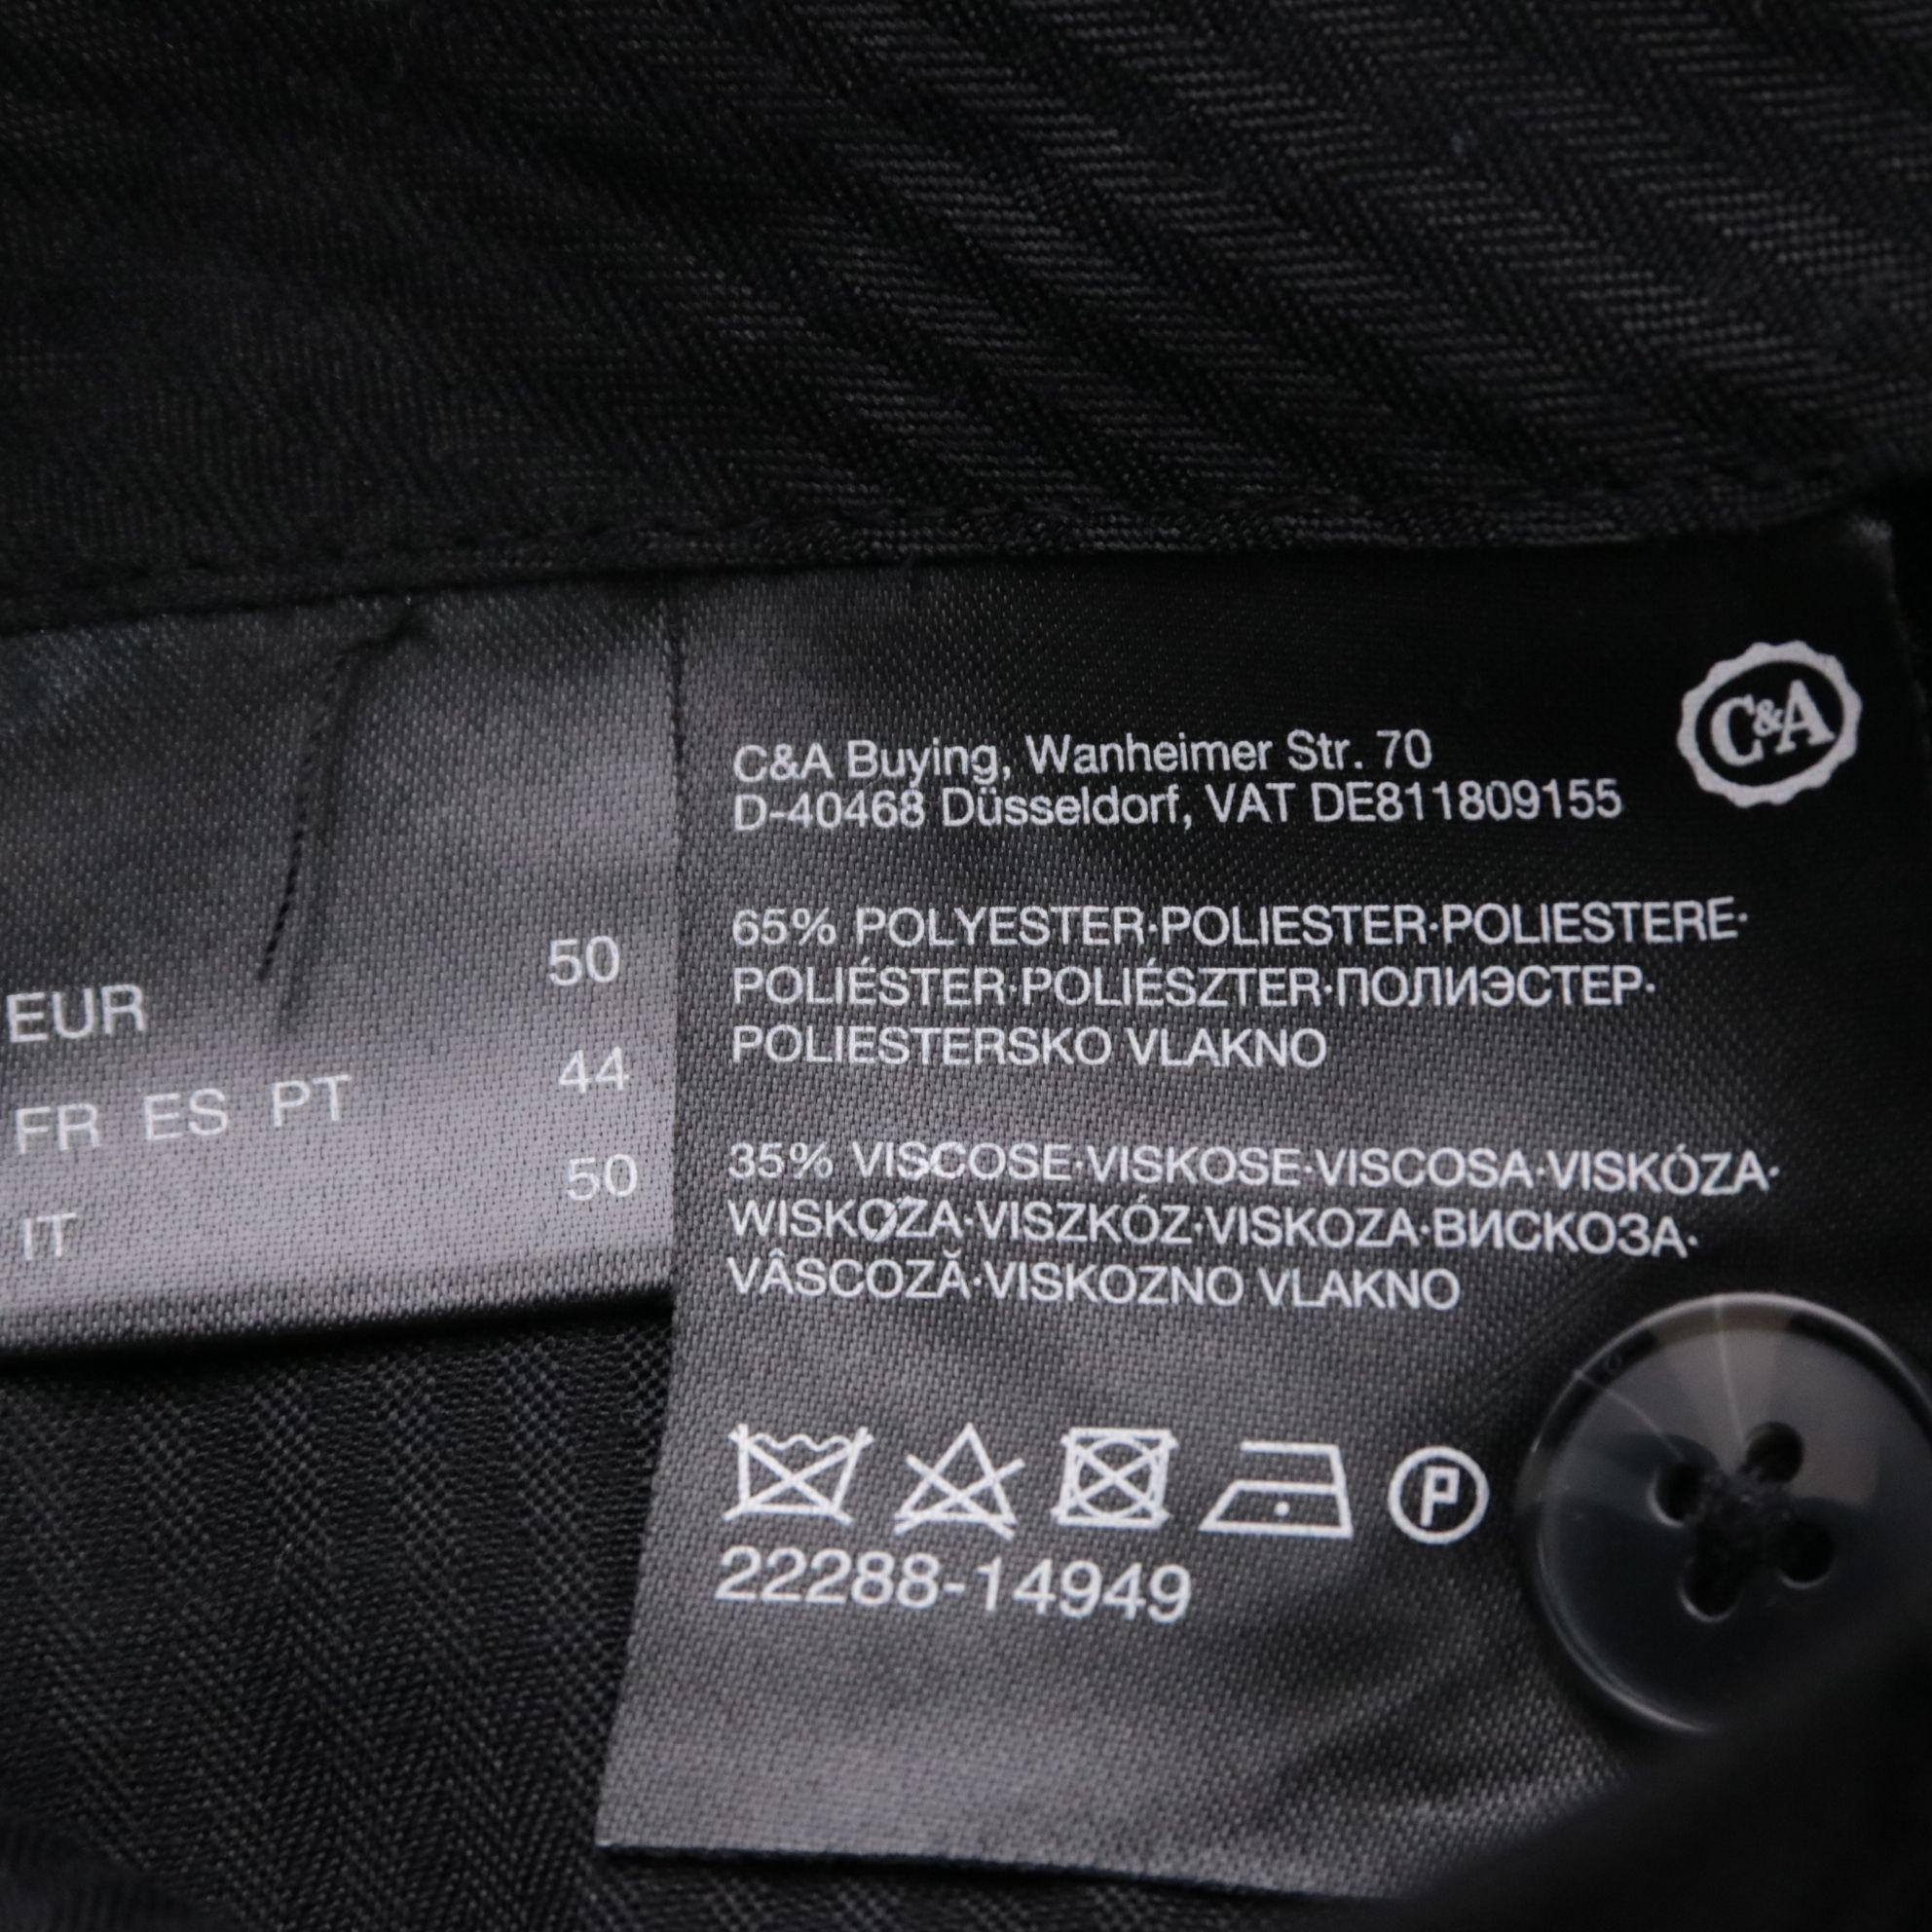 EUR 50
FR ES PT 44
IT 50
C&A
C&A Buying, Wanheimer Str. 70
D-40468 Düsseldorf, VAT DE811809155
65% POLYESTER·POLIESTER·POLIESTERE·
POLIÉSTER·POLIÉSZTER·ПОЛИЭСТЕР·
POLIESTERSKO VLAKNO
35% VISCOSE·VISKOSE·VISCOSA·VISKÓZA·
WISKOZA·VISZKÓZ·VISKOZA·ВИСКОЗА·
VÂSCOZĂ·VISKOZNO VLAKNO
P
22288-14949